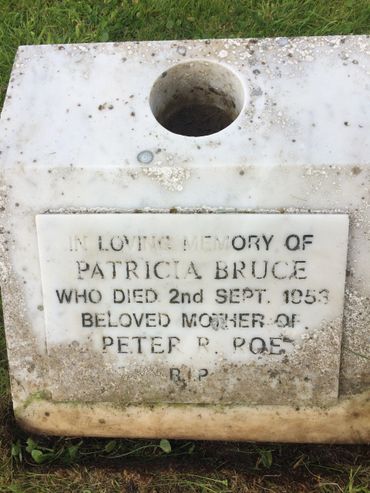 IN LOVING MEMORY OF
PATRICIA BRUCE
WHO DIED 2nd SEPT. 1953
BELOVED MOTHER OF
PETER R. POE
R.I.P.